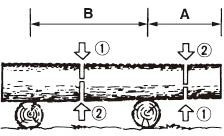 B A
① ②
② ①